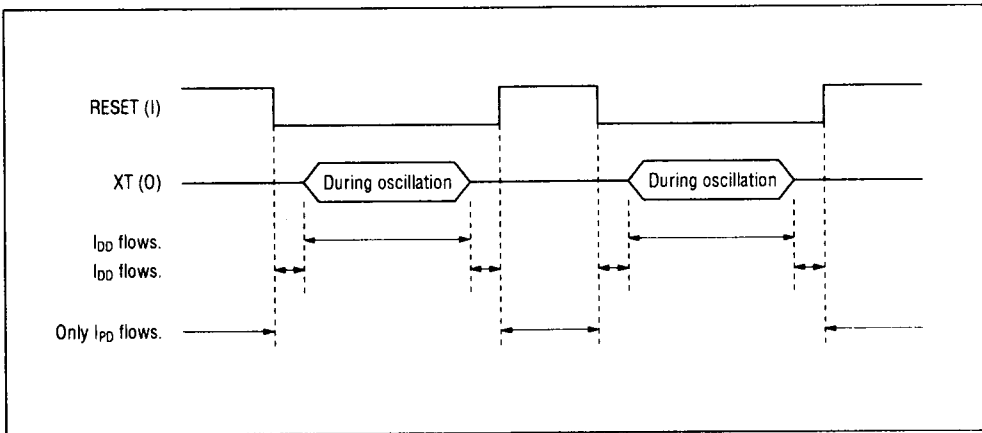 RESET (I)
XT (O)
During oscillation
During oscillation
IDD flows.
IDD flows.
Only IPD flows.